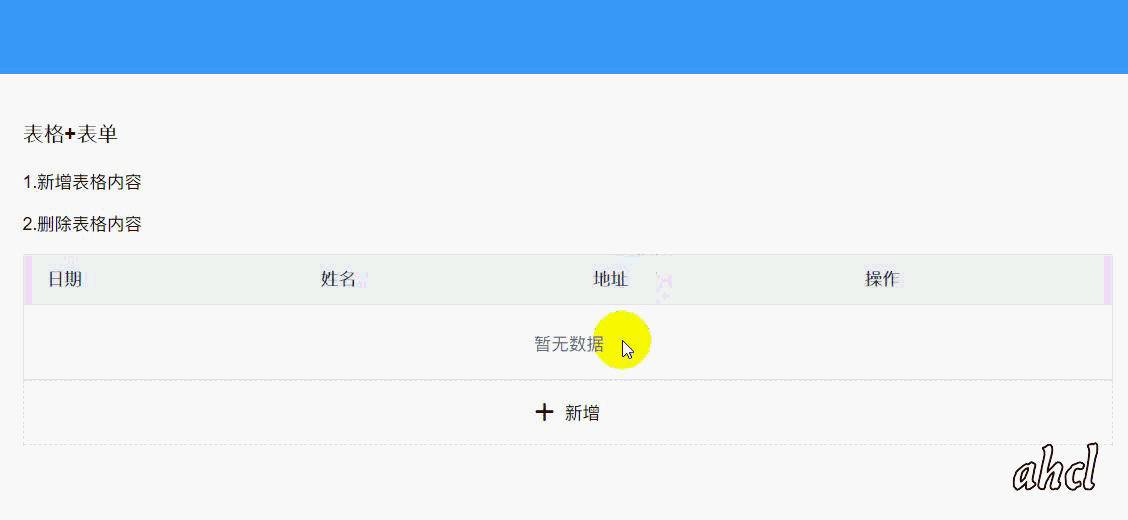 表格+表单
1.新增表格内容
2.删除表格内容
日期 姓名 地址 操作
暂无数据
+ 新增
ahcl